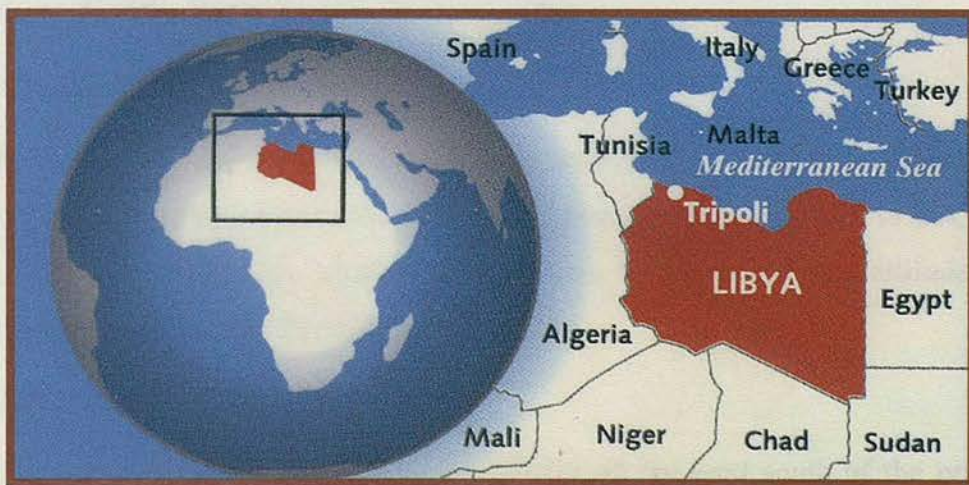 Spain
Italy
Greece
Turkey
Tunisia
Malta
Mediterranean Sea
Tripoli
LIBYA
Egypt
Algeria
Mali
Niger
Chad
Sudan